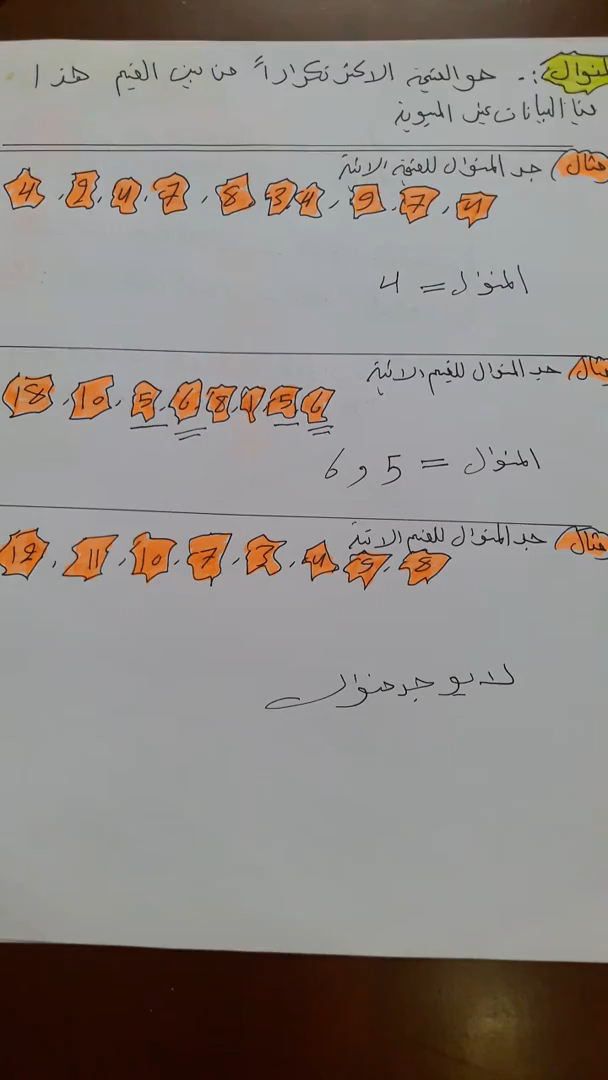 المنوال :. هو القيمة الاكثر تكراراً من بين القيم هذا
في البيانات غير المبوبة
مثال / جد المنوال للقيم الاتية
4 , 2 , 4 , 7 , 8 , 3 , 4 , 9 , 7 , 4
المنوال = 4
مثال / جد المنوال للقيم الاتية
18 , 10 , 5 , 6 , 8 , 1 , 5 , 6
المنوال = 5 و 6
مثال / جد المنوال للقيم الاتية
12 , 11 , 10 , 7 , 3 , 4 , 9 , 8
لا يوجد منوال